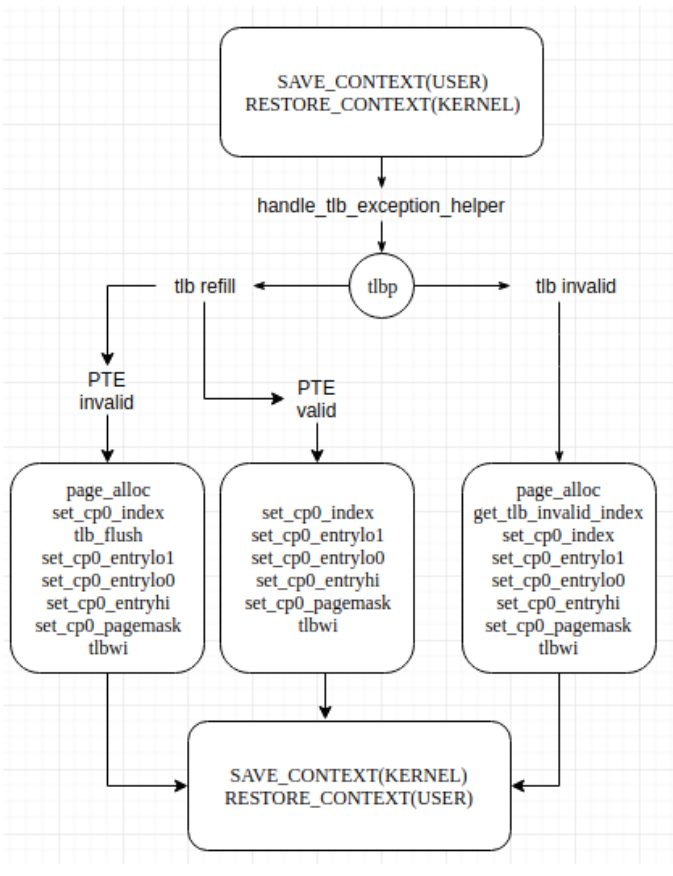 SAVE_CONTEXT(USER)
RESTORE_CONTEXT(KERNEL)
handle_tlb_exception_helper
tlb refill
tlbp
tlb invalid
PTE
invalid
PTE
valid
page_alloc
set_cp0_index
tlb_flush
set_cp0_entrylo1
set_cp0_entrylo0
set_cp0_entryhi
set_cp0_pagemask
tlbwi
set_cp0_index
set_cp0_entrylo1
set_cp0_entrylo0
set_cp0_entryhi
set_cp0_pagemask
tlbwi
page_alloc
get_tlb_invalid_index
set_cp0_index
set_cp0_entrylo1
set_cp0_entrylo0
set_cp0_entryhi
set_cp0_pagemask
tlbwi
SAVE_CONTEXT(KERNEL)
RESTORE_CONTEXT(USER)